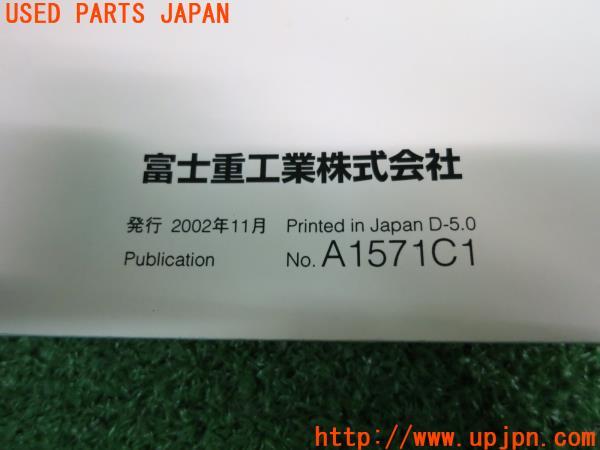 USED PARTS JAPAN
富士重工業株式会社
発行 2002年11月 Printed in Japan D-5.0
Publication No. A1571C1
http://www.upjpn.com/